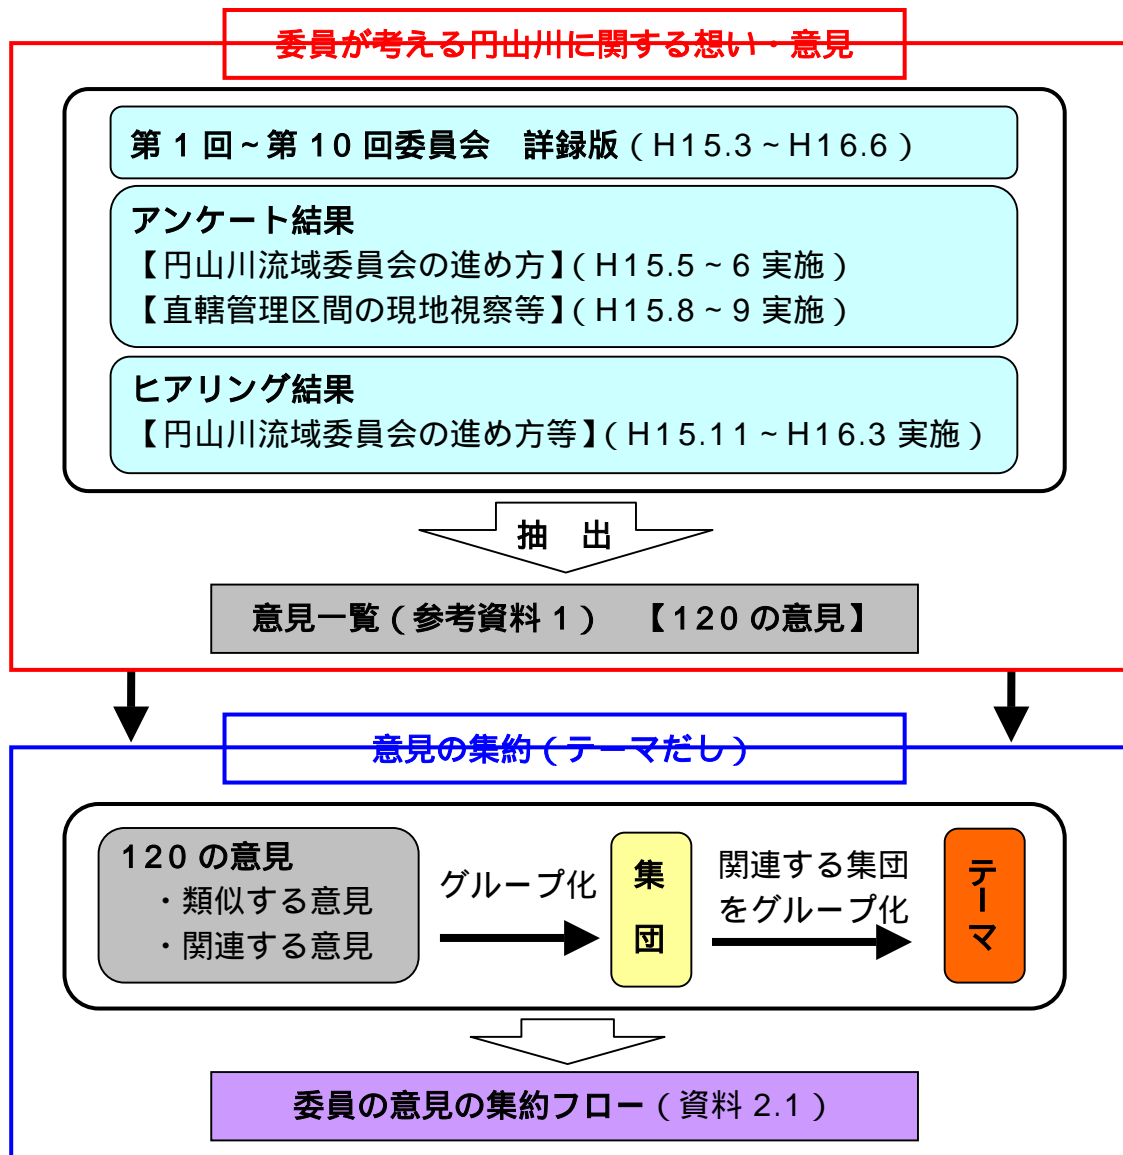 委員が考える円山川に関する想い・意見
第１回～第１０回委員会　詳録版（Ｈ１５.３～Ｈ１６.６）
アンケート結果
【円山川流域委員会の進め方】（Ｈ１５.５～６実施）
【直轄管理区間の現地視察等】（Ｈ１５.８～９実施）
ヒアリング結果
【円山川流域委員会の進め方等】（Ｈ１５.１１～Ｈ１６.３実施）
抽　出
意見一覧（参考資料１）　【１２０の意見】
意見の集約（テーマだし）
１２０の意見
・類似する意見
・関連する意見
グループ化
集団
関連する集団
をグループ化
テーマ
委員の意見の集約フロー（資料２.１）